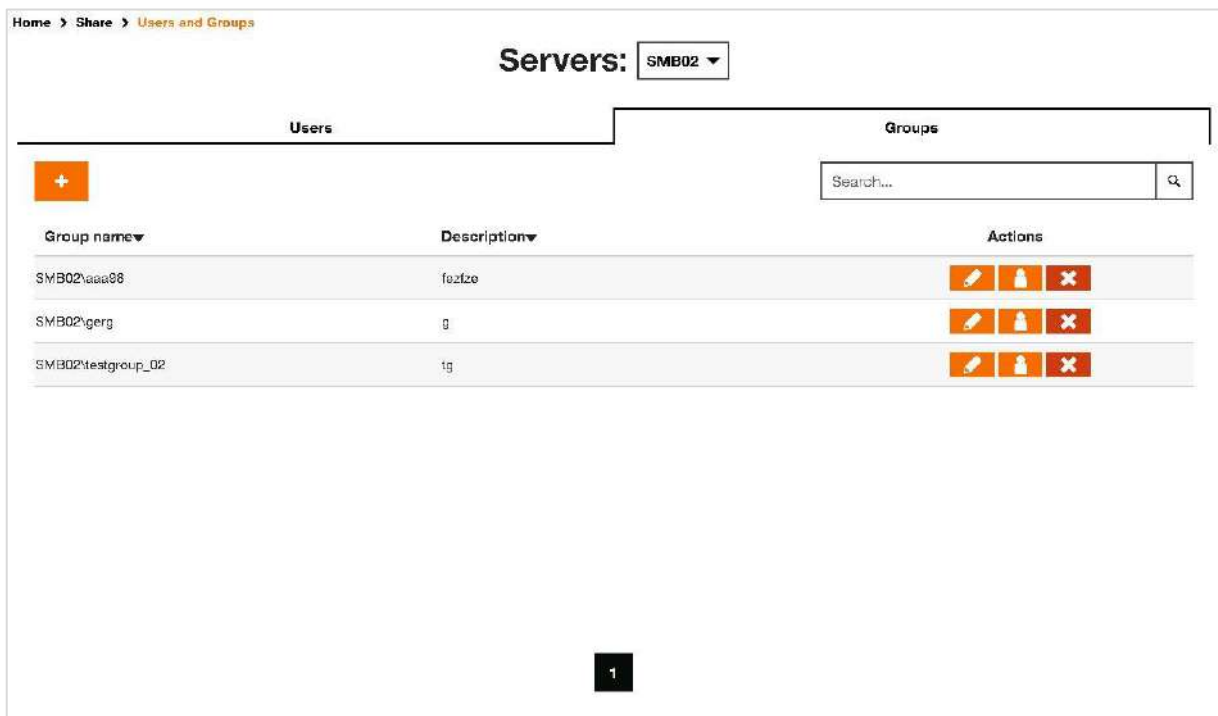 Home > Share > Users and Groups
Servers: SMB02
Users Groups
Search...
Group name Description Actions
SMB02\aaa98 fezfze
SMB02\gerg g
SMB02\testgroup_02 tg
1